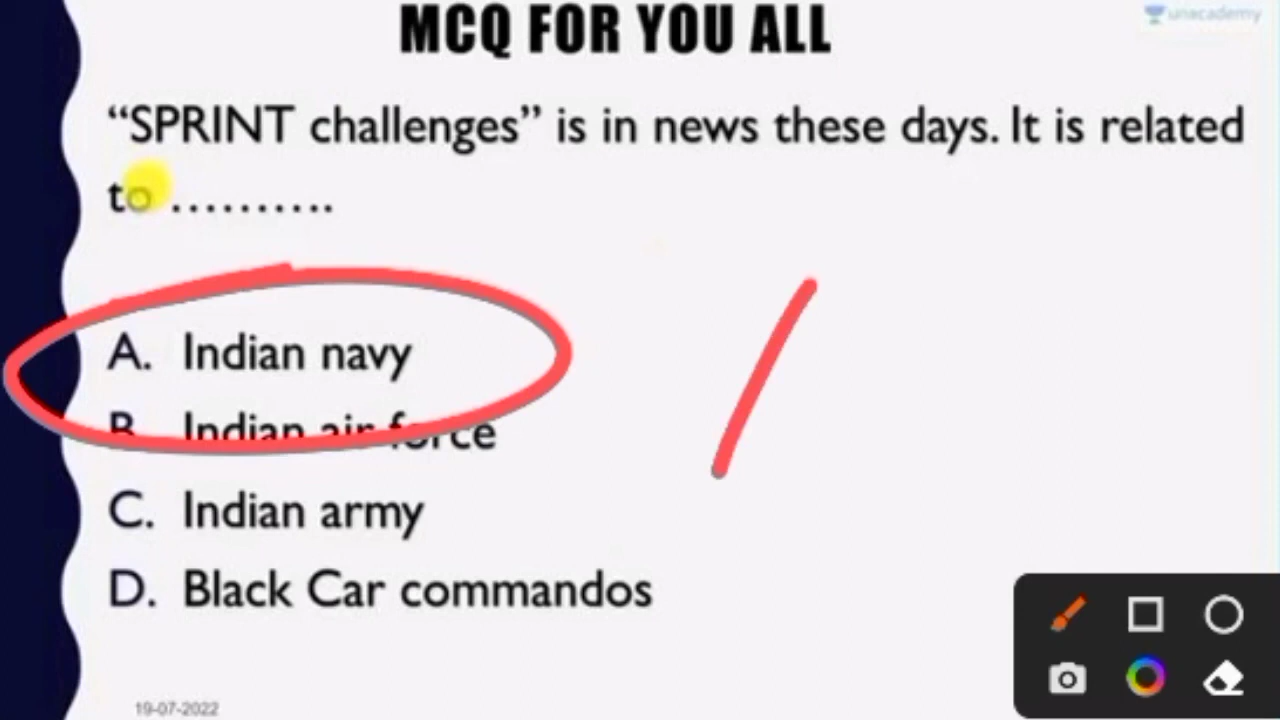 MCQ FOR YOU ALL
unacademy
“SPRINT challenges” is in news these days. It is related
to ……….
A. Indian navy
B. Indian air force
C. Indian army
D. Black Car commandos
19-07-2022